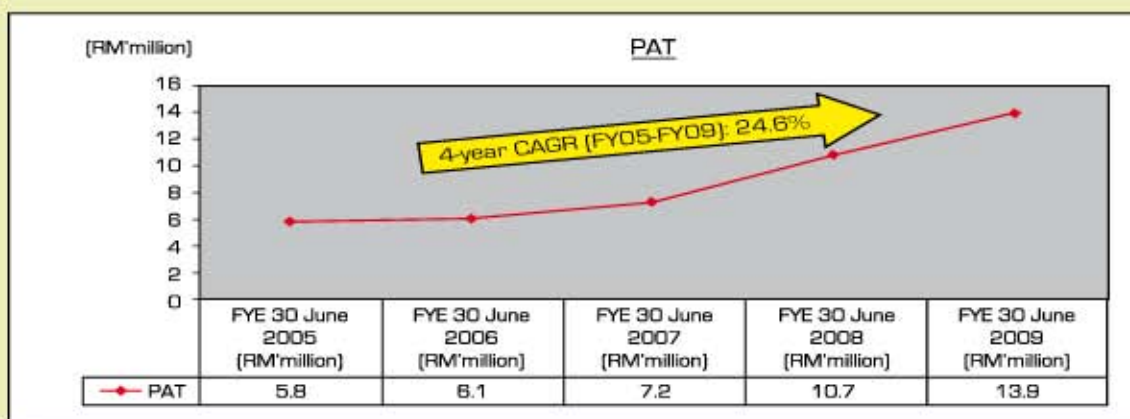 (RM'million)
PAT
16
14
12
10
8
6
4
2
0
4-year CAGR (FY05-FY09): 24.6%
FYE 30 June 2005 (RM'million)
FYE 30 June 2006 (RM'million)
FYE 30 June 2007 (RM'million)
FYE 30 June 2008 (RM'million)
FYE 30 June 2009 (RM'million)
PAT 5.8 6.1 7.2 10.7 13.9